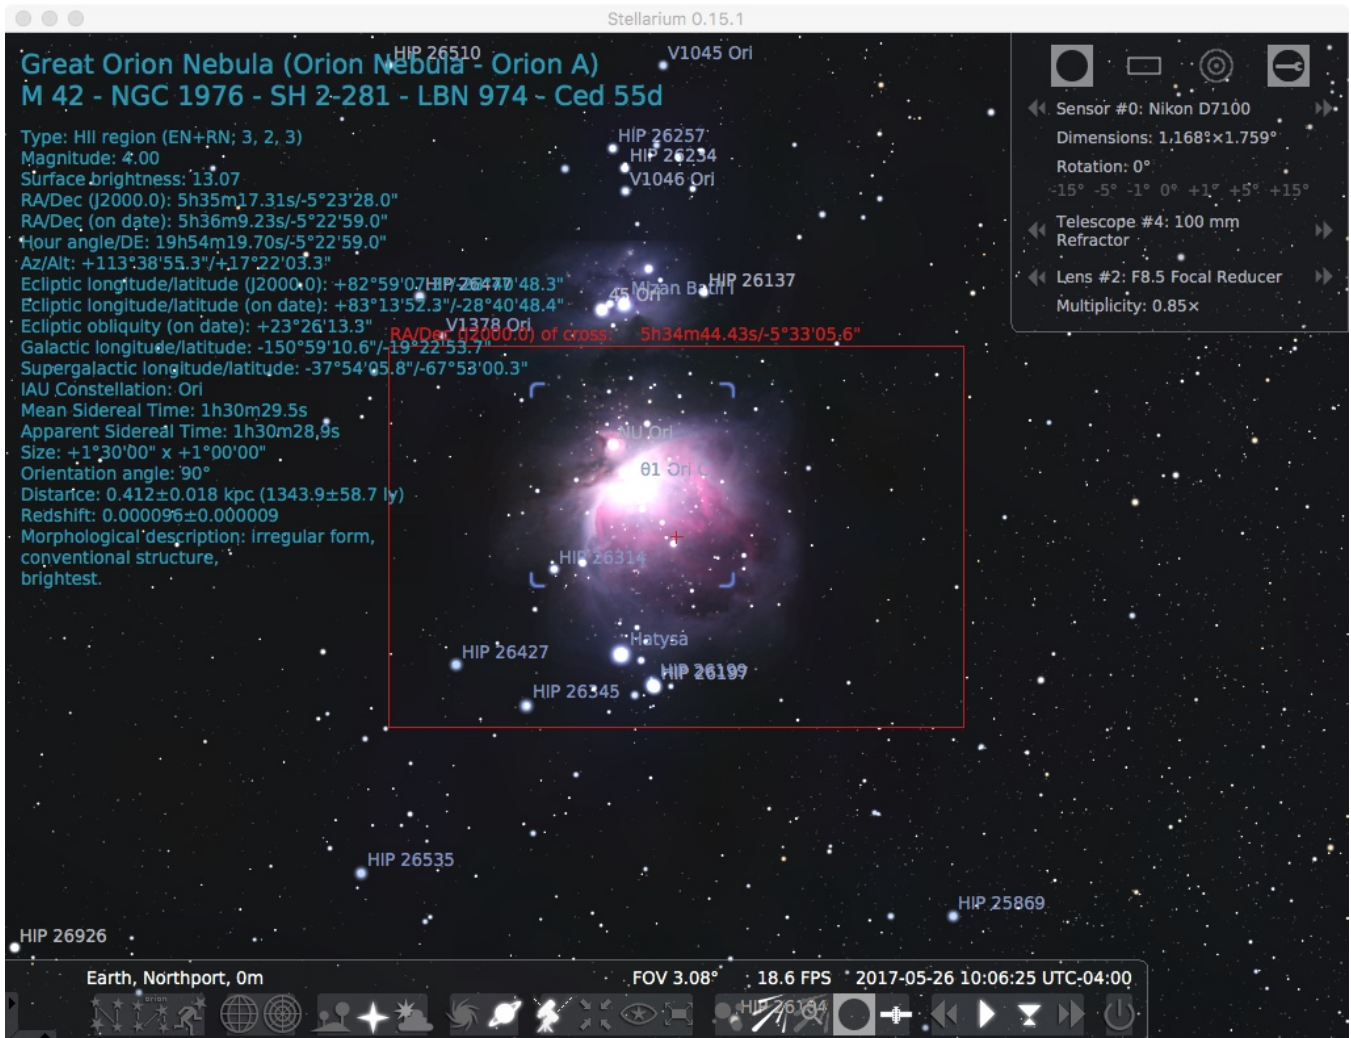 Stellarium 0.15.1
Great Orion Nebula (Orion Nebula - Orion A)
M 42 - NGC 1976 - SH 2-281 - LBN 974 - Ced 55d
Type: HII region (EN+RN; 3, 2, 3)
Magnitude: 4.00
Surface brightness: 13.07
RA/Dec (J2000.0): 5h35m17.31s/-5°23'28.0"
RA/Dec (on date): 5h36m9.23s/-5°22'59.0"
Hour angle/DE: 19h54m19.70s/-5°22'59.0"
Az/Alt: +113°38'55.3"/+17°22'03.3"
Ecliptic longitude/latitude (J2000.0):
Ecliptic longitude/latitude (on date): +83°13'52.3"/-28°40'48.4"
Ecliptic obliquity (on date): +23°26'13.3"
Galactic longitude/latitude: -150°59'10.6"/-19°22'53.7"
Supergalactic longitude/latitude: -37°54'05.8"/-67°53'00.3"
IAU Constellation: Ori
Mean Sidereal Time: 1h30m29.5s
Apparent Sidereal Time: 1h30m28.9s
Size: +1°30'00" x +1°00'00"
Orientation angle: 90°
Distance: 0.412±0.018 kpc (1343.9±58.7 ly)
Redshift: 0.000096±0.000009
Morphological description: irregular form,
conventional structure,
brightest.
HIP 26510
V1045 Ori
HIP 26257
HIP 26234
V1046 Ori
HIP 26137
HIP 26477
45 Ori
V1378 Ori
RA/Dec (J2000.0) of cross: 5h34m44.43s/-5°33'05.6"
NU Ori
θ1 Ori C
HIP 26314
Hatysa
HIP 26427
HIP 26199
HIP 26197
HIP 26345
HIP 26535
HIP 25869
HIP 26926
Sensor #0: Nikon D7100
Dimensions: 1.168°×1.759°
Rotation: 0°
-15° -5° -1° 0° +1° +5° +15°
Telescope #4: 100 mm
Refractor
Lens #2: F8.5 Focal Reducer
Multiplicity: 0.85×
Earth, Northport, 0m
FOV 3.08°
18.6 FPS
2017-05-26 10:06:25 UTC-04:00
orion